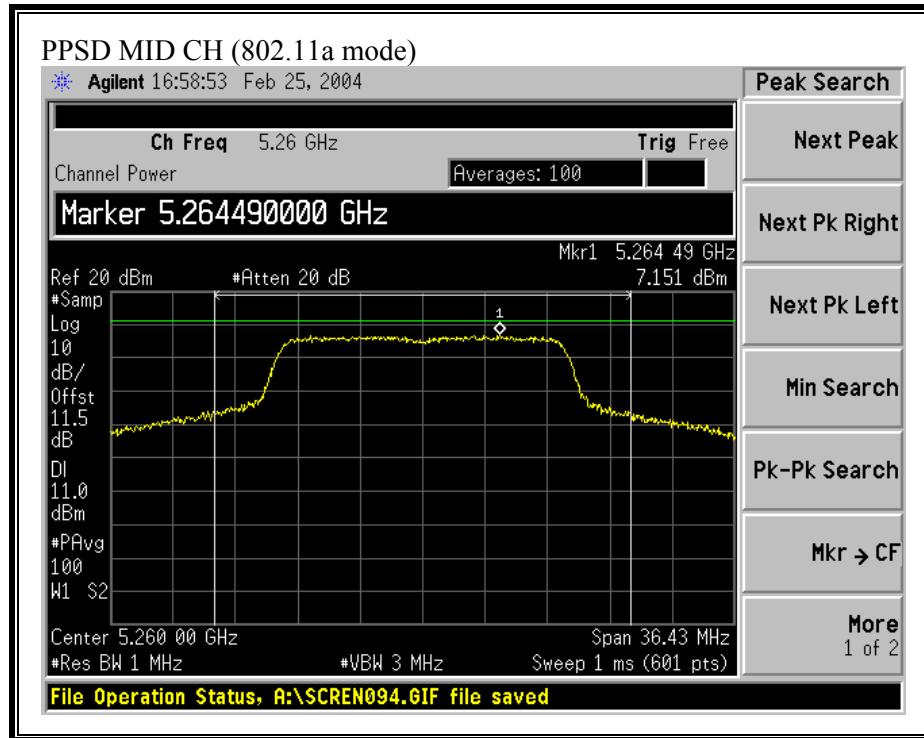 PPSD MID CH (802.11a mode)
Agilent 16:58:53 Feb 25, 2004
Peak Search
Ch Freq 5.26 GHz
Trig Free
Channel Power
Averages: 100
Marker 5.264490000 GHz
Mkr1 5.264 49 GHz
Ref 20 dBm
#Atten 20 dB
7.151 dBm
#Samp
Log
10
dB/
Offst
11.5
dB
DI
11.0
dBm
#PAvg
100
W1 S2
1
Center 5.260 00 GHz
Span 36.43 MHz
#Res BW 1 MHz
#VBW 3 MHz
Sweep 1 ms (601 pts)
Next Peak
Next Pk Right
Next Pk Left
Min Search
Pk-Pk Search
Mkr → CF
More
1 of 2
File Operation Status, A:\SCREN094.GIF file saved